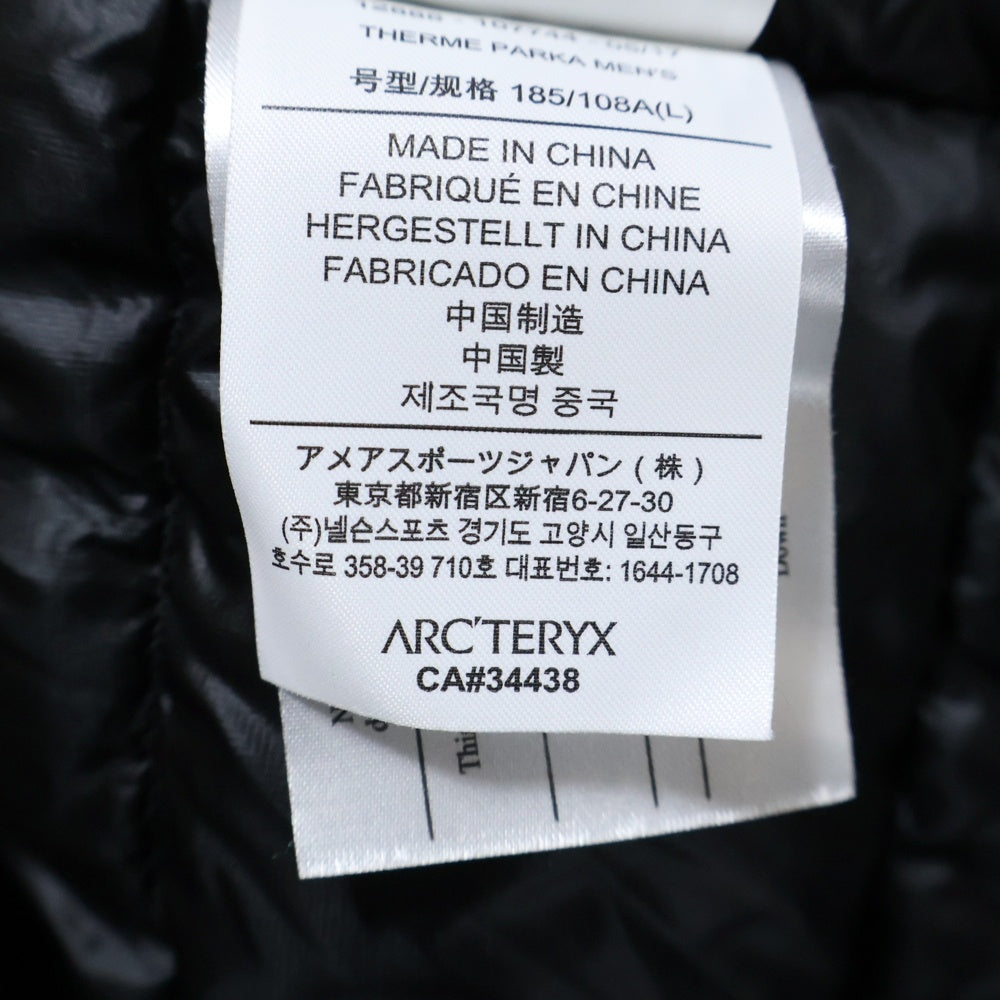 THERME PARKA MEN'S
号型/规格 185/108A(L)
MADE IN CHINA
FABRIQUÉ EN CHINE
HERGESTELLT IN CHINA
FABRICADO EN CHINA
中国制造
中国製
제조국명 중국
アメアスポーツジャパン ( 株 )
東京都新宿区新宿6-27-30
(주)넬슨스포츠 경기도 고양시 일산동구
호수로 358-39 710호 대표번호: 1644-1708
ARC'TERYX
CA#34438